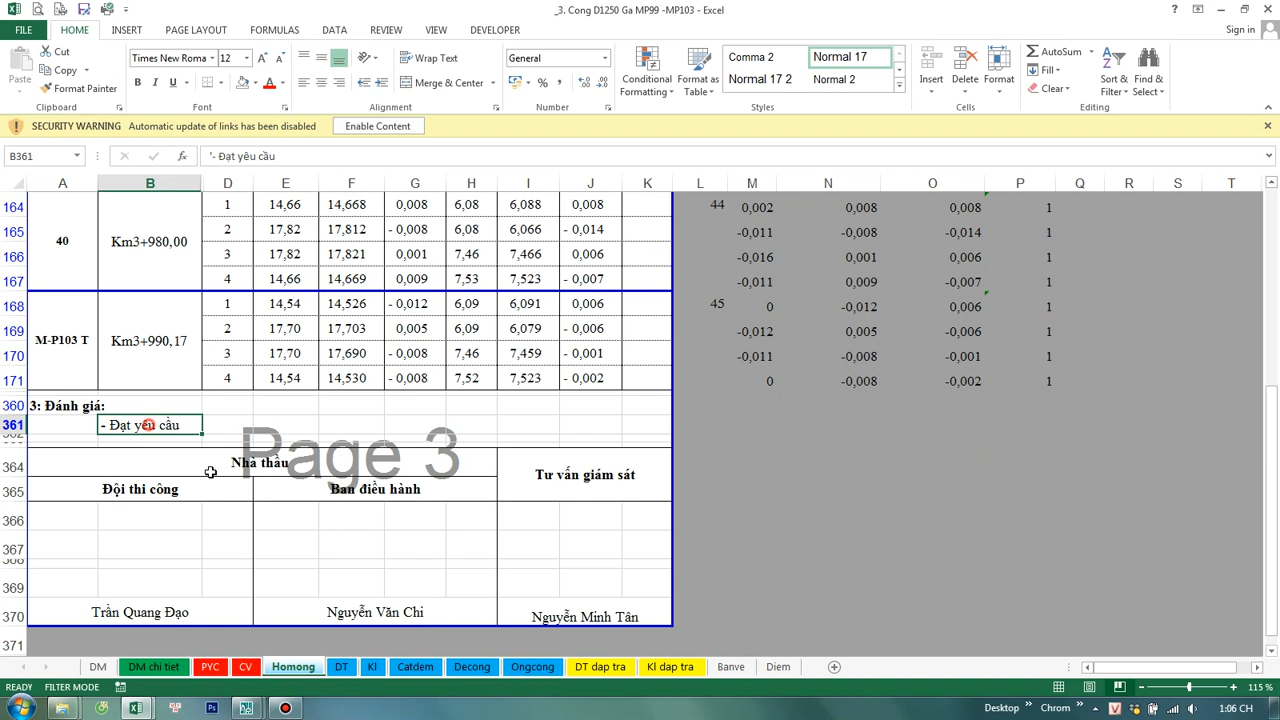 _3. Cong D1250 Ga MP99 -MP103 - Excel
FILE HOME INSERT PAGE LAYOUT FORMULAS DATA REVIEW VIEW DEVELOPER Sign in
Paste Cut Copy Format Painter Clipboard
Times New Roma 12 B I U Font
Wrap Text Merge & Center Alignment
General % , Number
Conditional Formatting Format as Table Comma 2 Normal 17 Normal 17 2 Normal 2 Styles
Insert Delete Format Cells
AutoSum Fill Clear Sort & Filter Find & Select Editing
SECURITY WARNING Automatic update of links has been disabled Enable Content
B361 fx '- Đạt yêu cầu
A B D E F G H I J K L M N O P Q R S T
164 1 14,66 14,668 0,008 6,08 6,088 0,008 44 0,002 0,008 0,008 1
165 40 Km3+980,00 2 17,82 17,812 - 0,008 6,08 6,066 - 0,014 -0,011 -0,008 -0,014 1
166 3 17,82 17,821 0,001 7,46 7,466 0,006 -0,016 0,001 0,006 1
167 4 14,66 14,669 0,009 7,53 7,523 - 0,007 -0,011 0,009 -0,007 1
168 1 14,54 14,526 - 0,012 6,09 6,091 0,006 45 0 -0,012 0,006 1
169 M-P103 T Km3+990,17 2 17,70 17,703 0,005 6,09 6,079 - 0,006 -0,012 0,005 -0,006 1
170 3 17,70 17,690 - 0,008 7,46 7,459 - 0,001 -0,011 -0,008 -0,001 1
171 4 14,54 14,530 - 0,008 7,52 7,523 - 0,002 0 -0,008 -0,002 1
360 3: Đánh giá:
361 - Đạt yêu cầu
Page 3
364 Nhà thầu Tư vấn giám sát
365 Đội thi công Ban điều hành
366
367
369
370 Trần Quang Đạo Nguyễn Văn Chi Nguyễn Minh Tân
371
DM DM chi tiet PYC CV Homong DT Kl Catdem Decong Ongcong DT dap tra Kl dap tra Banve Diem
READY FILTER MODE 115 %
Desktop Chrom 1:06 CH